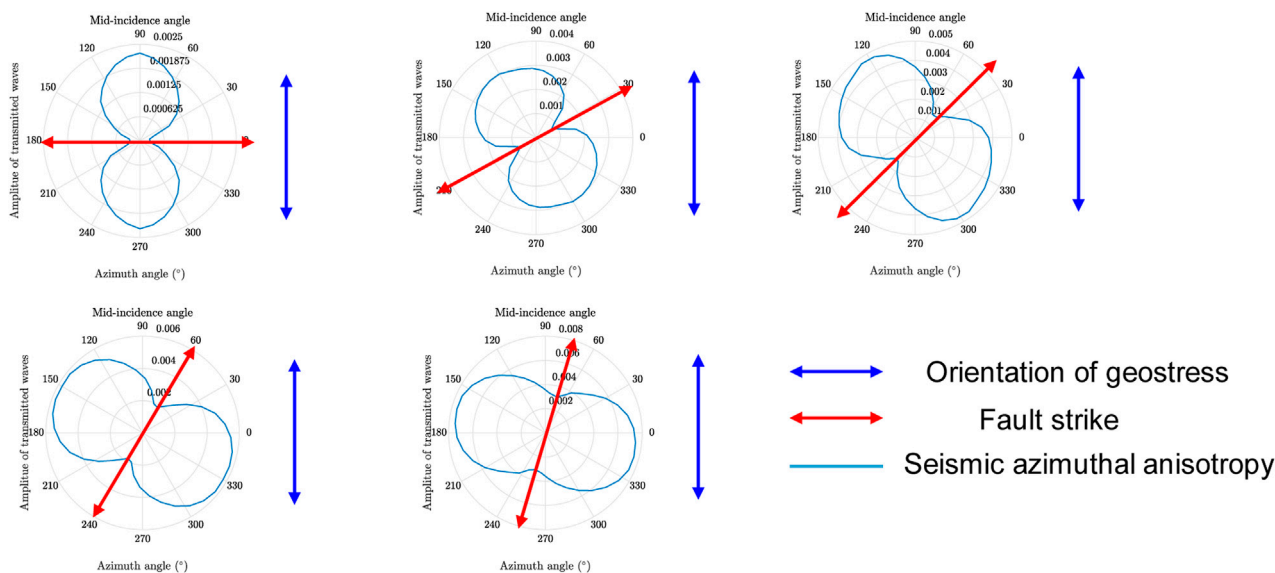 Mid-incidence angle
90 0.0025
120 60
0.001875
150 0.00125 30
0.000625
180 0
210 330
240 300
270
Amplitue of transmitted waves
Azimuth angle (°)
Mid-incidence angle
90 0.004
120 60
0.003
150 0.002 30
0.001
180 0
330
240 300
270
Amplitue of transmitted waves
Azimuth angle (°)
Mid-incidence angle
90 0.005
120 60
0.004
0.003
150 0.002 30
0.001
180 0
210 330
240 300
270
Amplitue of transmitted waves
Azimuth angle (°)
Mid-incidence angle
90 0.006
120 60
0.004
150 30
0.002
180 0
210 330
240 300
270
Amplitue of transmitted waves
Azimuth angle (°)
Mid-incidence angle
90 0.008
120 60
0.006
150 0.004 30
0.002
180 0
210 330
240 300
270
Amplitue of transmitted waves
Azimuth angle (°)
Orientation of geostress
Fault strike
Seismic azimuthal anisotropy